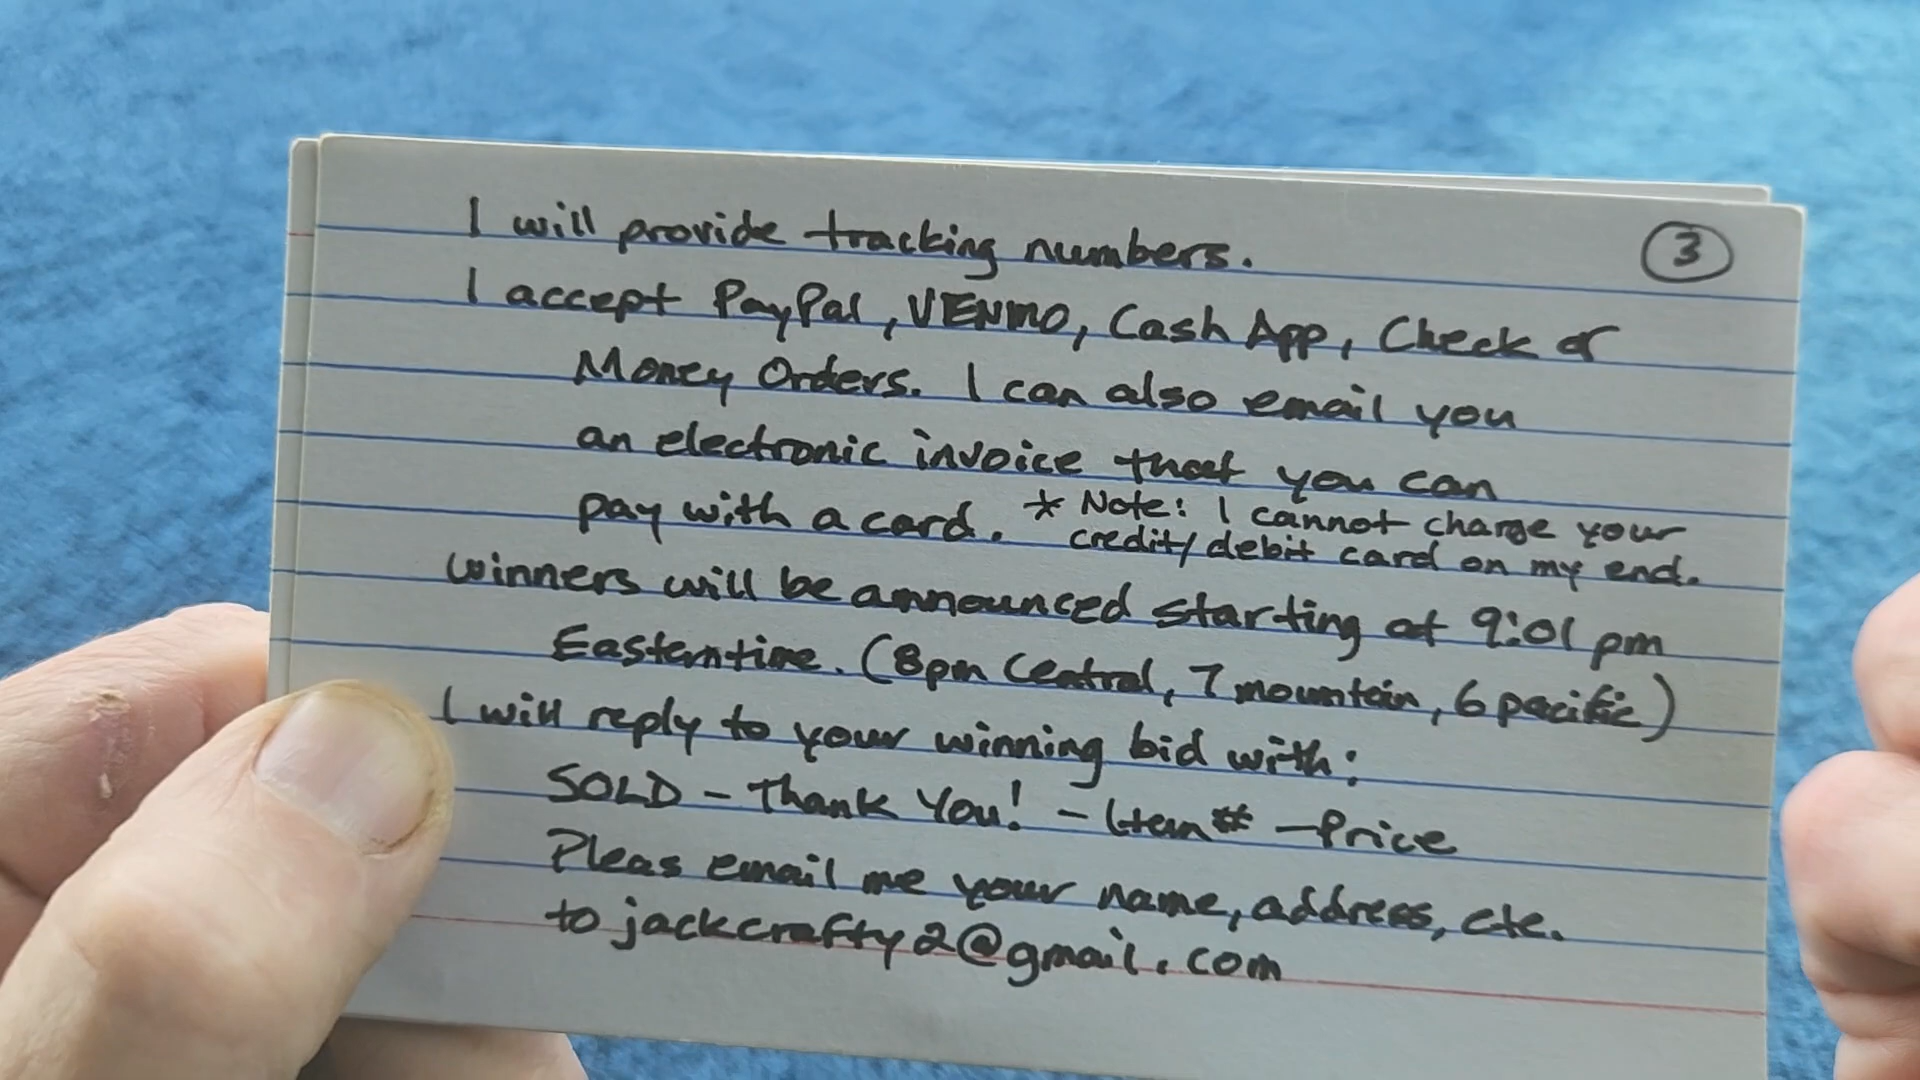 3
I will provide tracking numbers.
I accept PayPal, VENMO, Cash App, Check or
Money Orders. I can also email you
an electronic invoice that you can
pay with a card. * Note: I cannot charge your
credit/debit card on my end.
Winners will be announced starting at 9:01 pm
Eastern time. (8pm Central, 7 mountain, 6 pacific)
I will reply to your winning bid with:
SOLD - Thank You! - Item # - Price
Pleas email me your name, address, etc.
to jackcrafty2@gmail.com